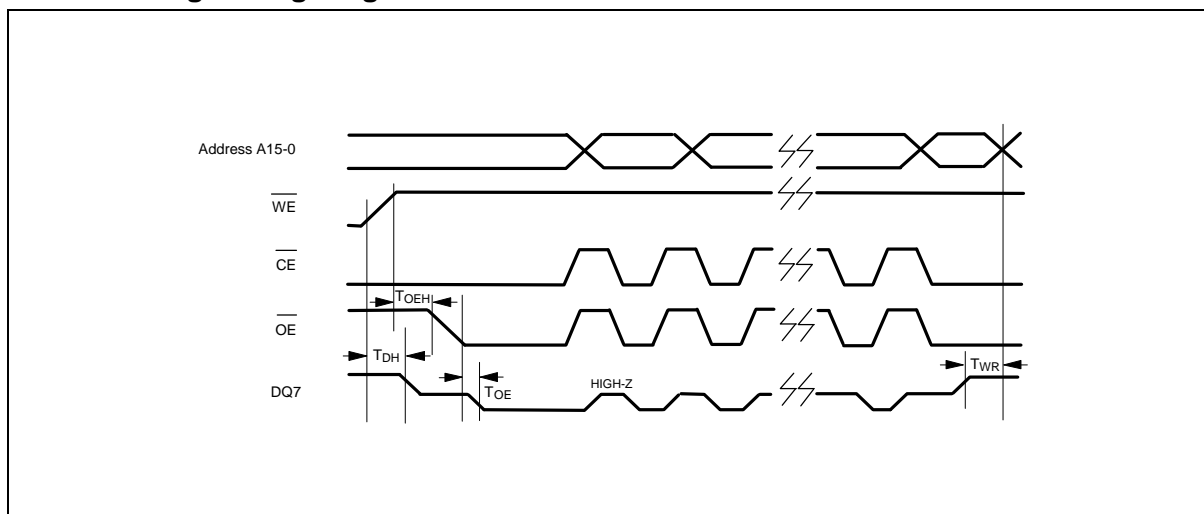 Address A15-0
WE
CE
TOEH
OE
TDH
TWR
TOE
HIGH-Z
DQ7